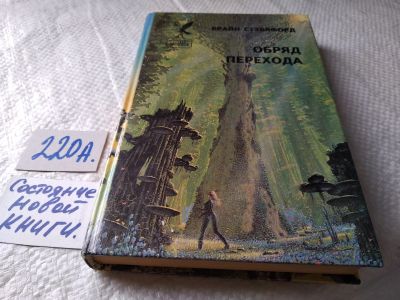 БРАЙН СТЭБЛФОРД
ОБРЯД
ПЕРЕХОДА
220А.
Состояние
новой
книги.